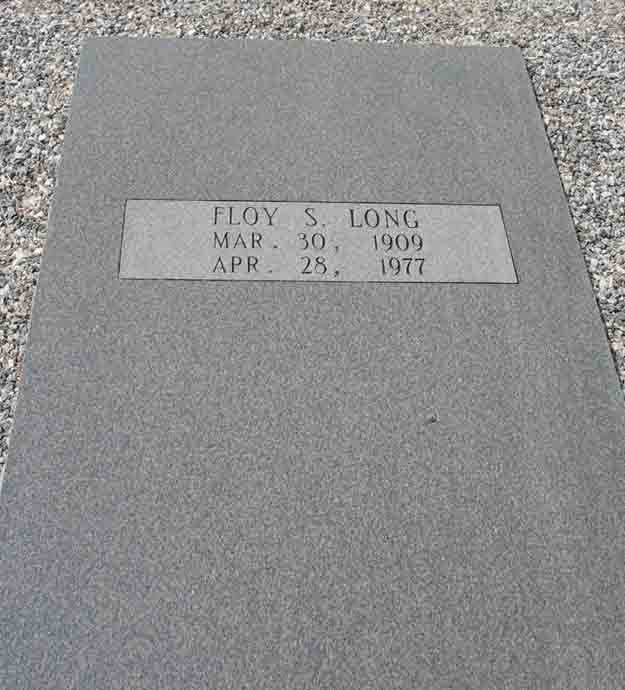 FLOY S. LONG
MAR. 30, 1909
APR. 28, 1977